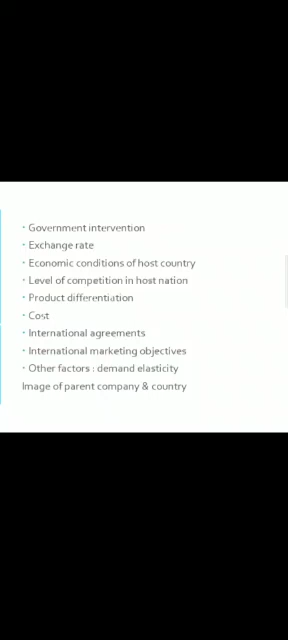 • Government intervention
• Exchange rate
• Economic conditions of host country
• Level of competition in host nation
• Product differentiation
• Cost
• International agreements
• International marketing objectives
• Other factors : demand elasticity
Image of parent company & country